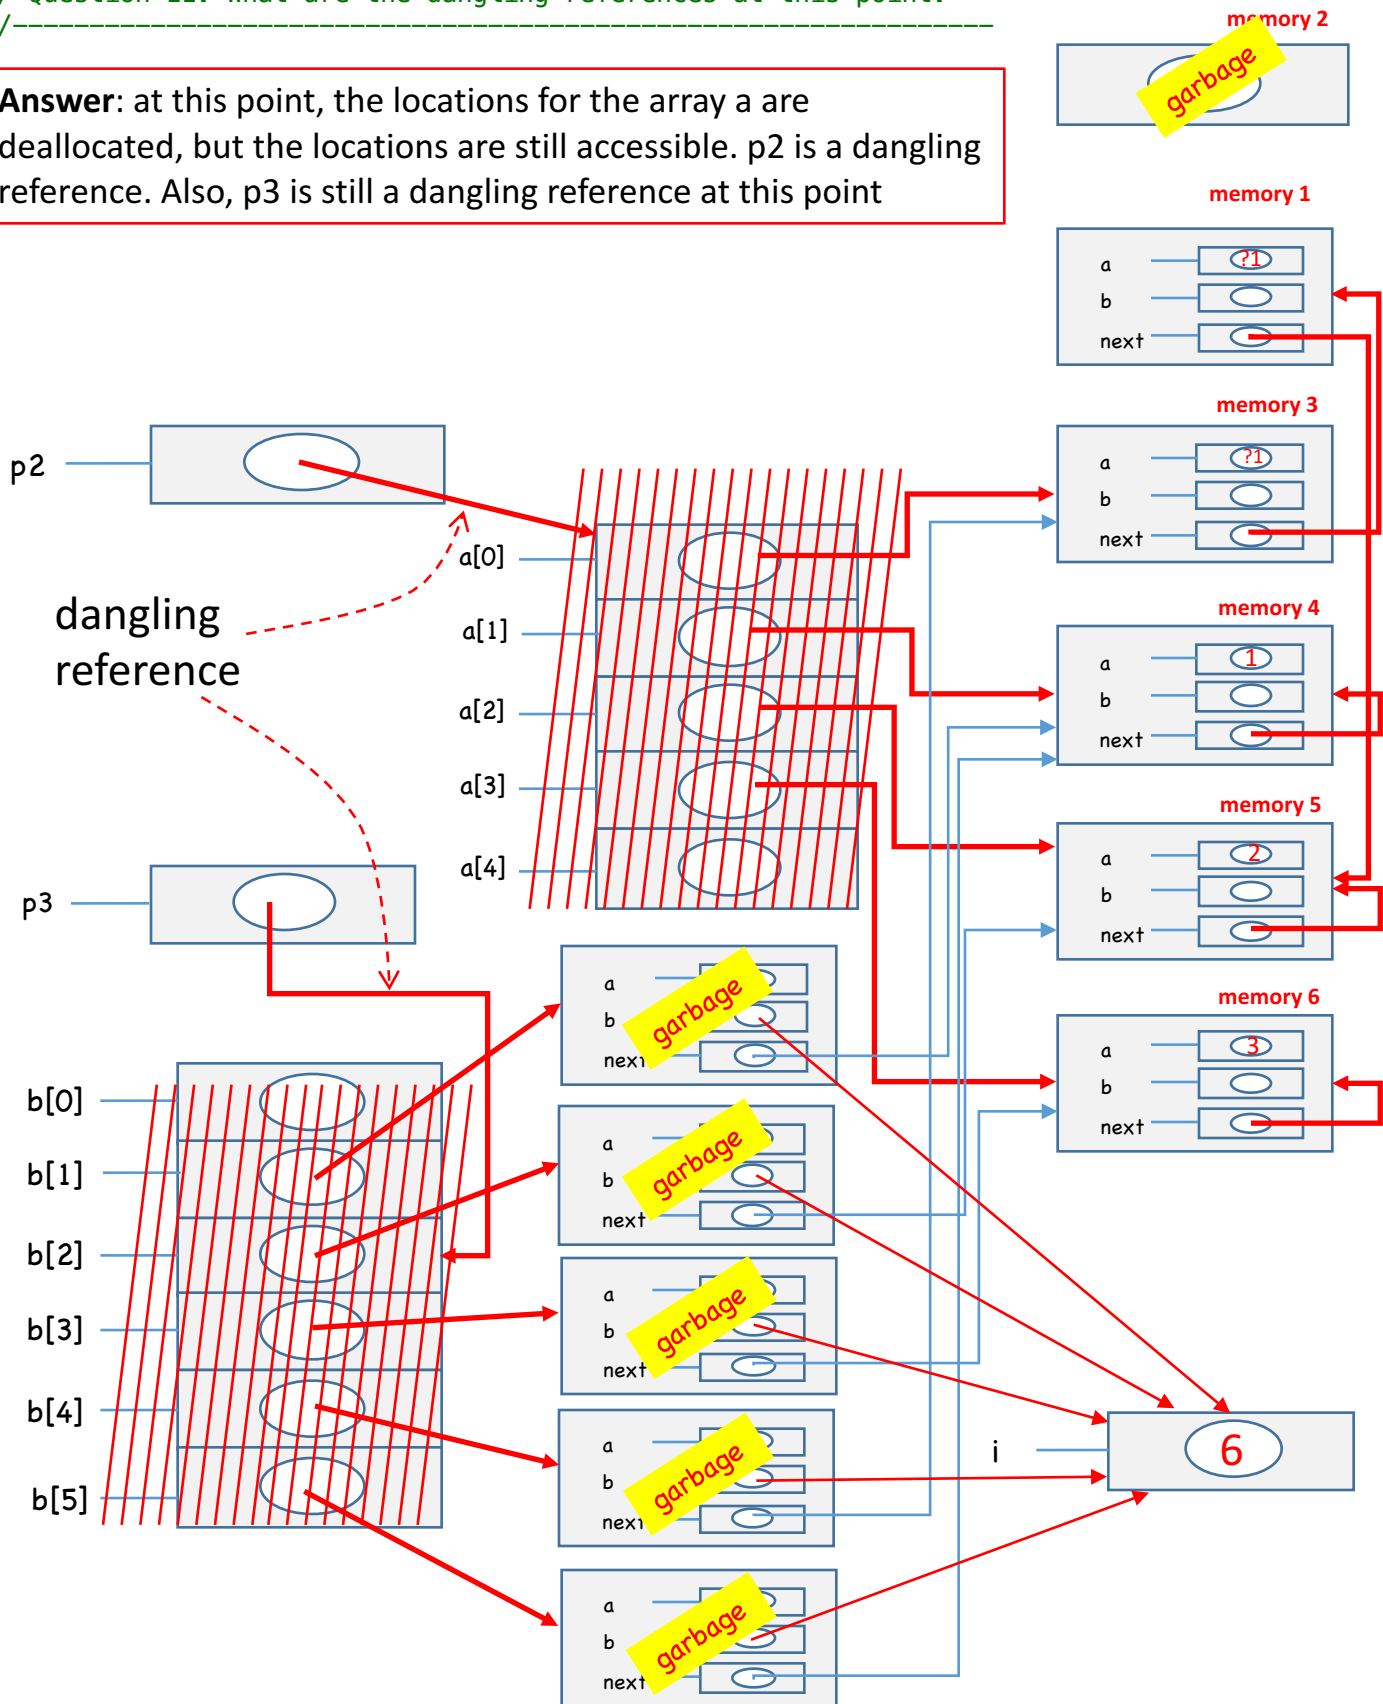 memory 2
garbage
Answer: at this point, the locations for the array a are
deallocated, but the locations are still accessible. p2 is a dangling
reference. Also, p3 is still a dangling reference at this point
memory 1
a ?1
b
next
memory 3
a ?1
b
next
p2
a[0]
a[1]
a[2]
a[3]
a[4]
dangling
reference
memory 4
a 1
b
next
memory 5
a 2
b
next
p3
memory 6
a 3
b
next
a
b garbage
next
a
b garbage
next
a
b garbage
next
a
b garbage
next
a
b garbage
next
b[0]
b[1]
b[2]
b[3]
b[4]
b[5]
i 6